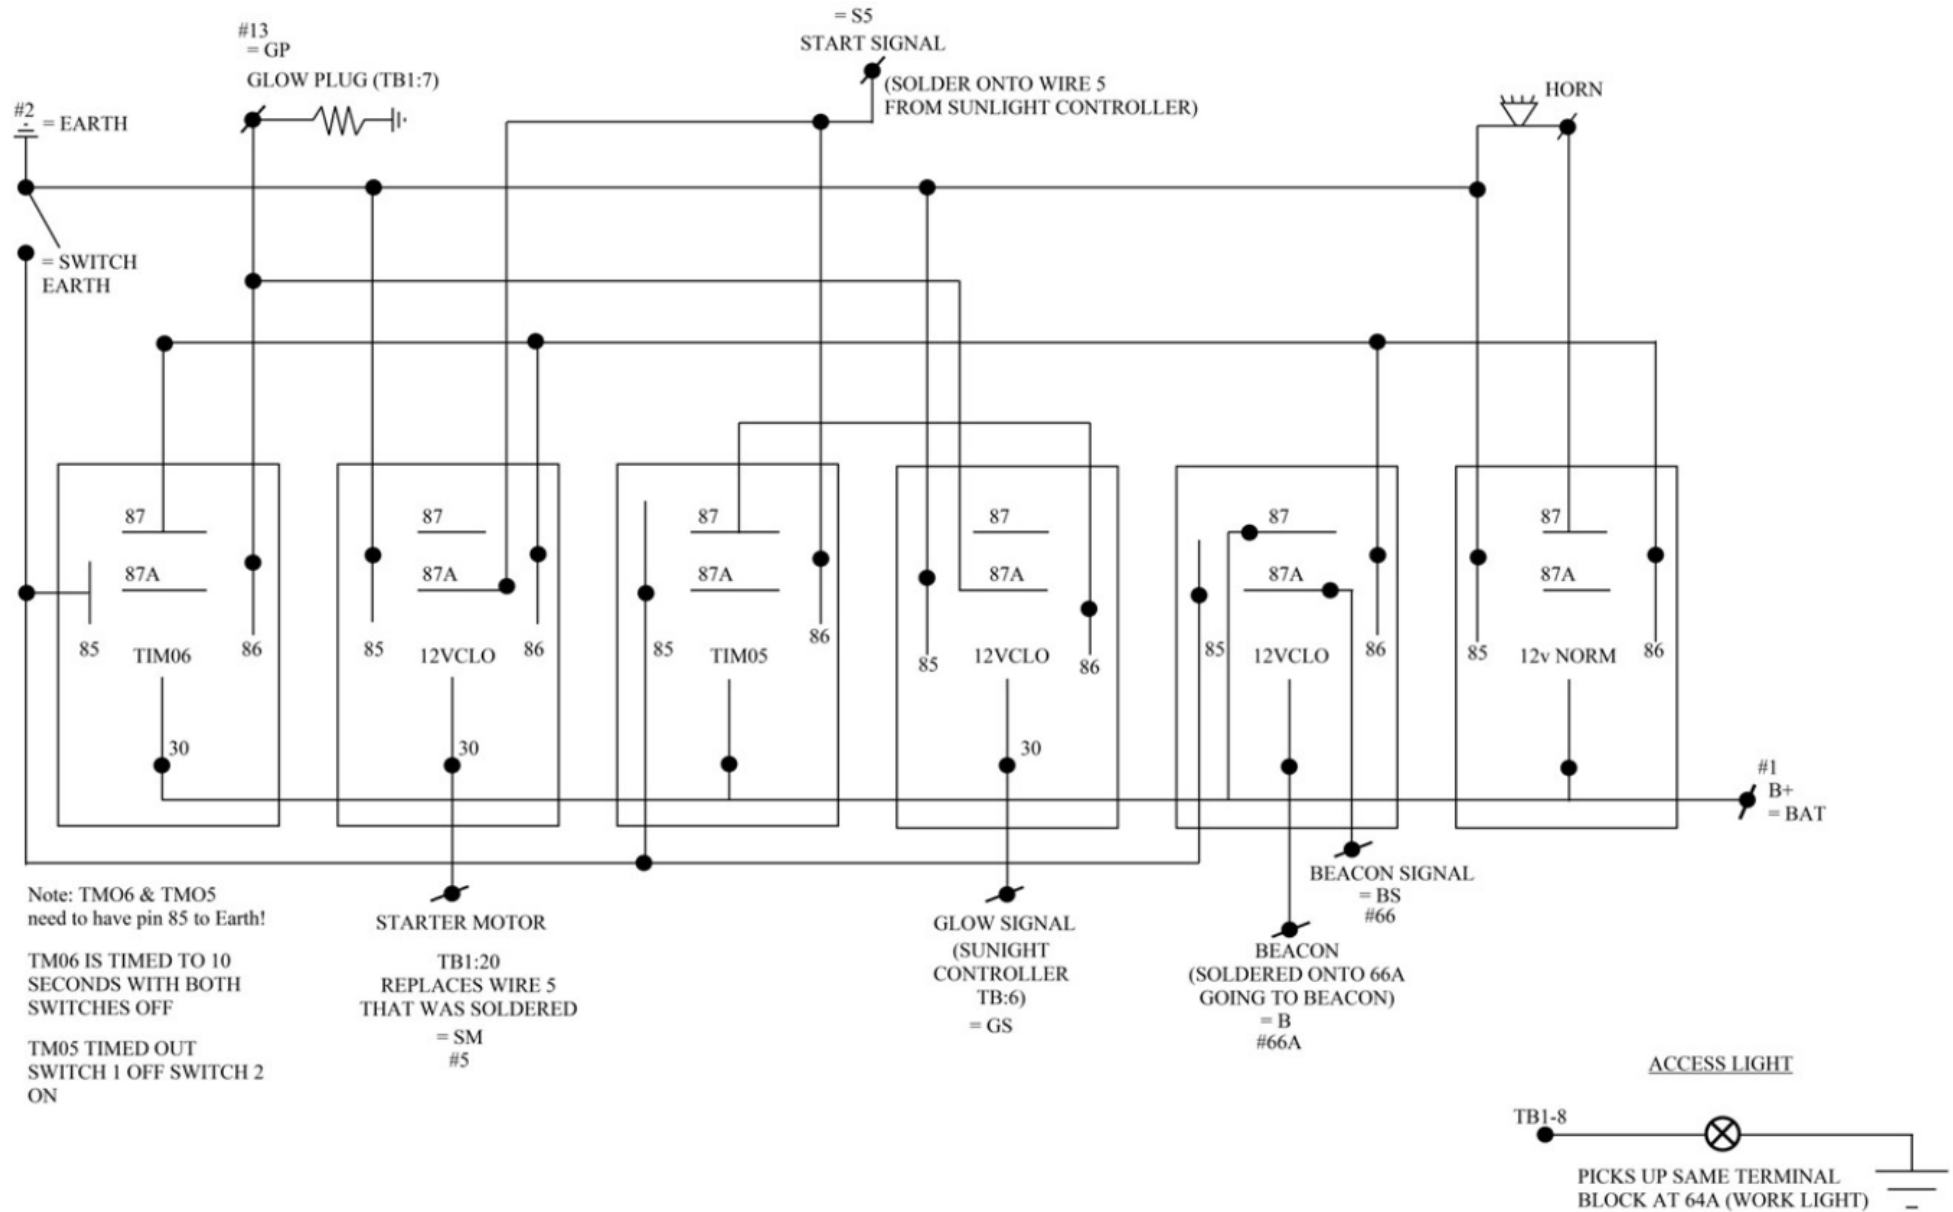 = S5
START SIGNAL
(SOLDER ONTO WIRE 5
FROM SUNLIGHT CONTROLLER)
#13
= GP
GLOW PLUG (TB1:7)
HORN
#2
= EARTH
= SWITCH
EARTH
87
87A
85
TIM06
86
30
87
87A
85
12VCLO
86
30
87
87A
85
TIM05
86
87
87A
85
12VCLO
86
30
87
87A
85
12VCLO
86
87
87A
85
12v NORM
86
#1
B+
= BAT
Note: TMO6 & TMO5
need to have pin 85 to Earth!
TM06 IS TIMED TO 10
SECONDS WITH BOTH
SWITCHES OFF
TM05 TIMED OUT
SWITCH 1 OFF SWITCH 2
ON
STARTER MOTOR
TB1:20
REPLACES WIRE 5
THAT WAS SOLDERED
= SM
#5
GLOW SIGNAL
(SUNIGHT
CONTROLLER
TB:6)
= GS
BEACON SIGNAL
= BS
#66
BEACON
(SOLDERED ONTO 66A
GOING TO BEACON)
= B
#66A
ACCESS LIGHT
TB1-8
PICKS UP SAME TERMINAL
BLOCK AT 64A (WORK LIGHT)